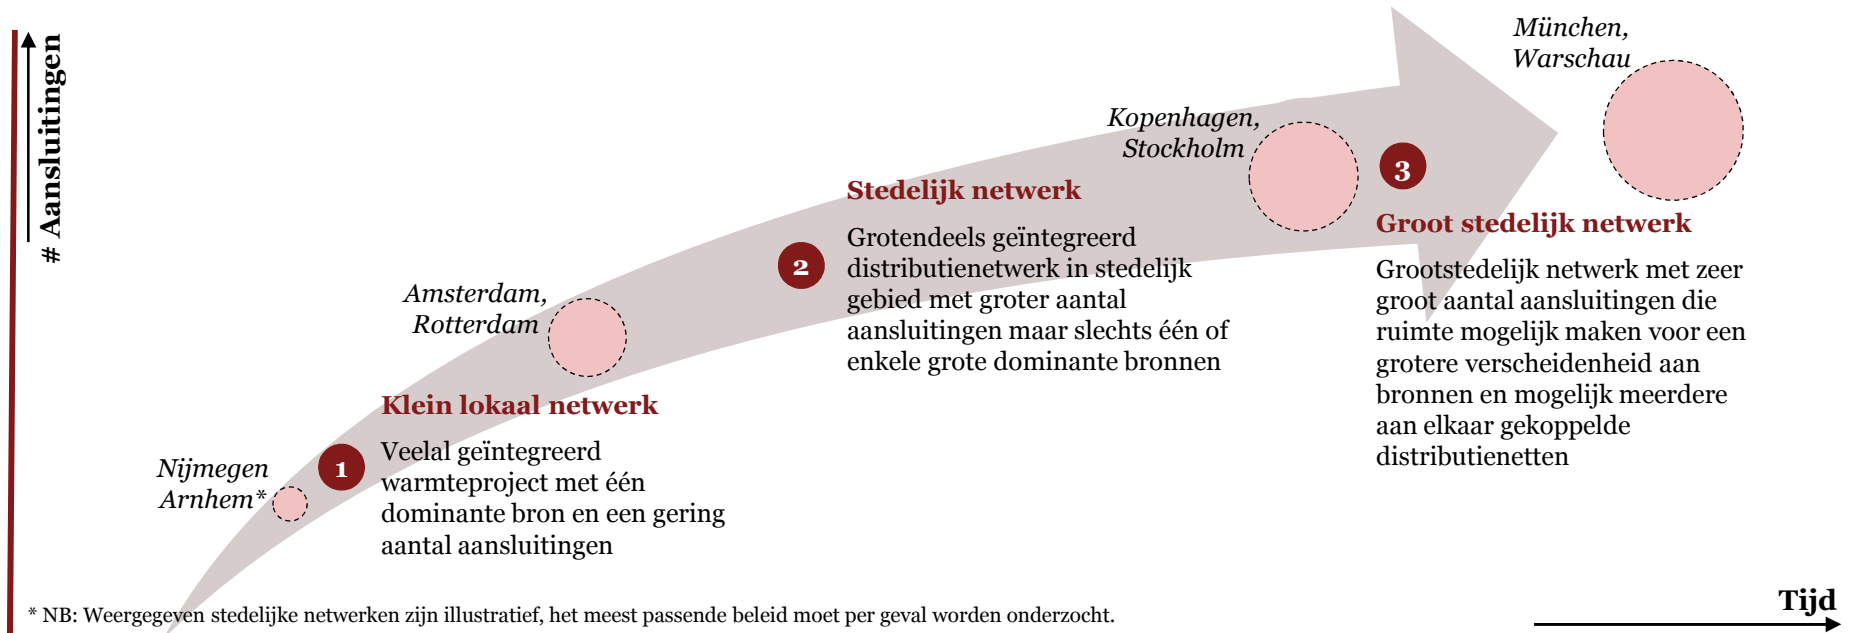 # Aansluitingen
Nijmegen
Arnhem*
1
Klein lokaal netwerk
Veelal geïntegreerd
warmteproject met één
dominante bron en een gering
aantal aansluitingen
Amsterdam,
Rotterdam
2
Stedelijk netwerk
Grotendeels geïntegreerd
distributienetwerk in stedelijk
gebied met groter aantal
aansluitingen maar slechts één of
enkele grote dominante bronnen
Kopenhagen,
Stockholm
3
Groot stedelijk netwerk
Grootstedelijk netwerk met zeer
groot aantal aansluitingen die
ruimte mogelijk maken voor een
grotere verscheidenheid aan
bronnen en mogelijk meerdere
aan elkaar gekoppelde
distributienetten
München,
Warschau
Tijd
* NB: Weergegeven stedelijke netwerken zijn illustratief, het meest passende beleid moet per geval worden onderzocht.